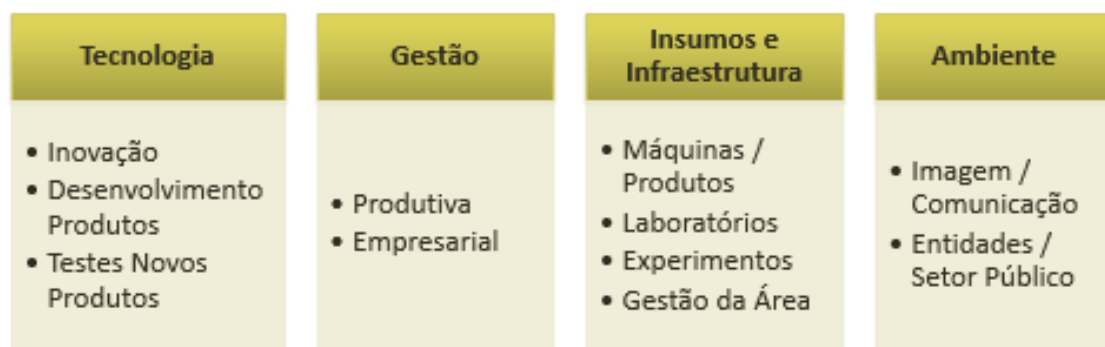 Tecnologia
• Inovação
• Desenvolvimento
Produtos
• Testes Novos
Produtos
Gestão
• Produtiva
• Empresarial
Insumos e
Infraestrutura
• Máquinas /
Produtos
• Laboratórios
• Experimentos
• Gestão da Área
Ambiente
• Imagem /
Comunicação
• Entidades /
Setor Público